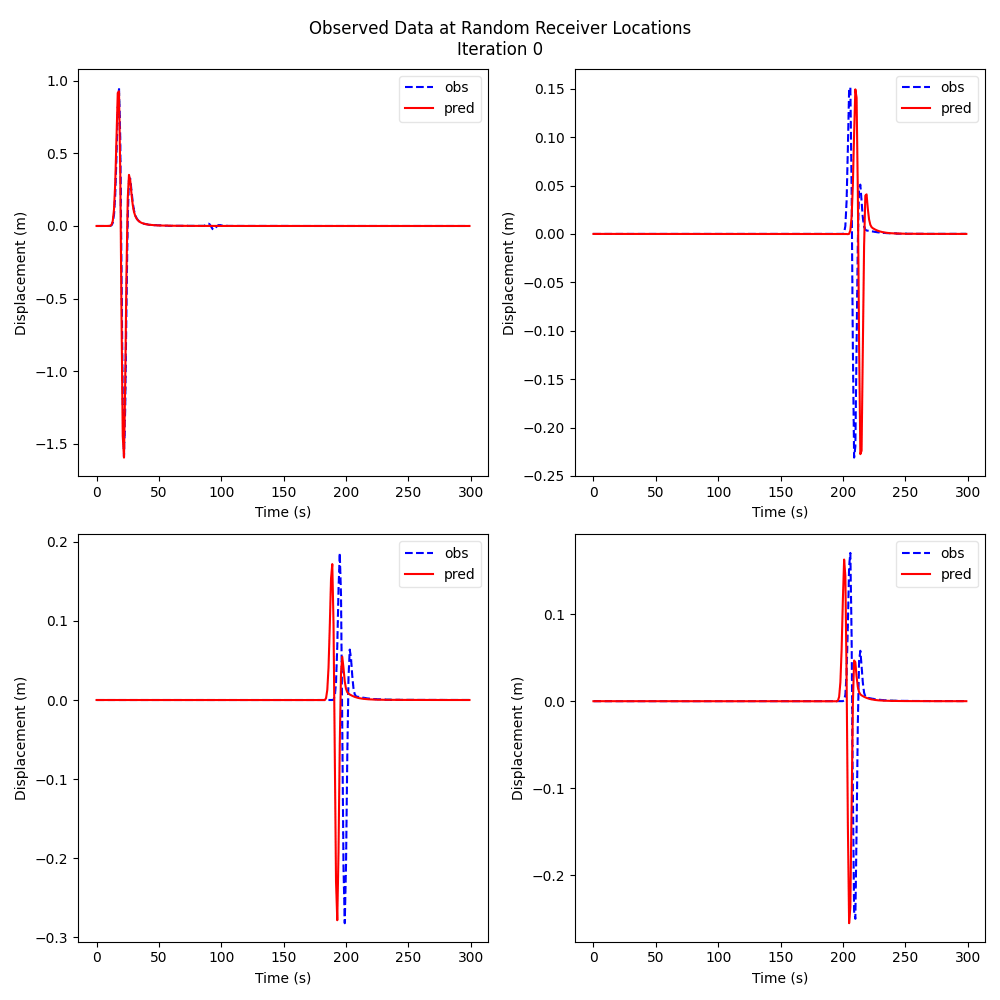 Observed Data at Random Receiver Locations
Iteration 0
1.0
0.5
0.0
−0.5
−1.0
−1.5
Displacement (m)
obs
pred
0
50
100
150
200
250
300
Time (s)
0.15
0.10
0.05
0.00
−0.05
−0.10
−0.15
−0.20
−0.25
Displacement (m)
obs
pred
0
50
100
150
200
250
300
Time (s)
0.2
0.1
0.0
−0.1
−0.2
−0.3
Displacement (m)
obs
pred
0
50
100
150
200
250
300
Time (s)
0.1
0.0
−0.1
−0.2
Displacement (m)
obs
pred
0
50
100
150
200
250
300
Time (s)